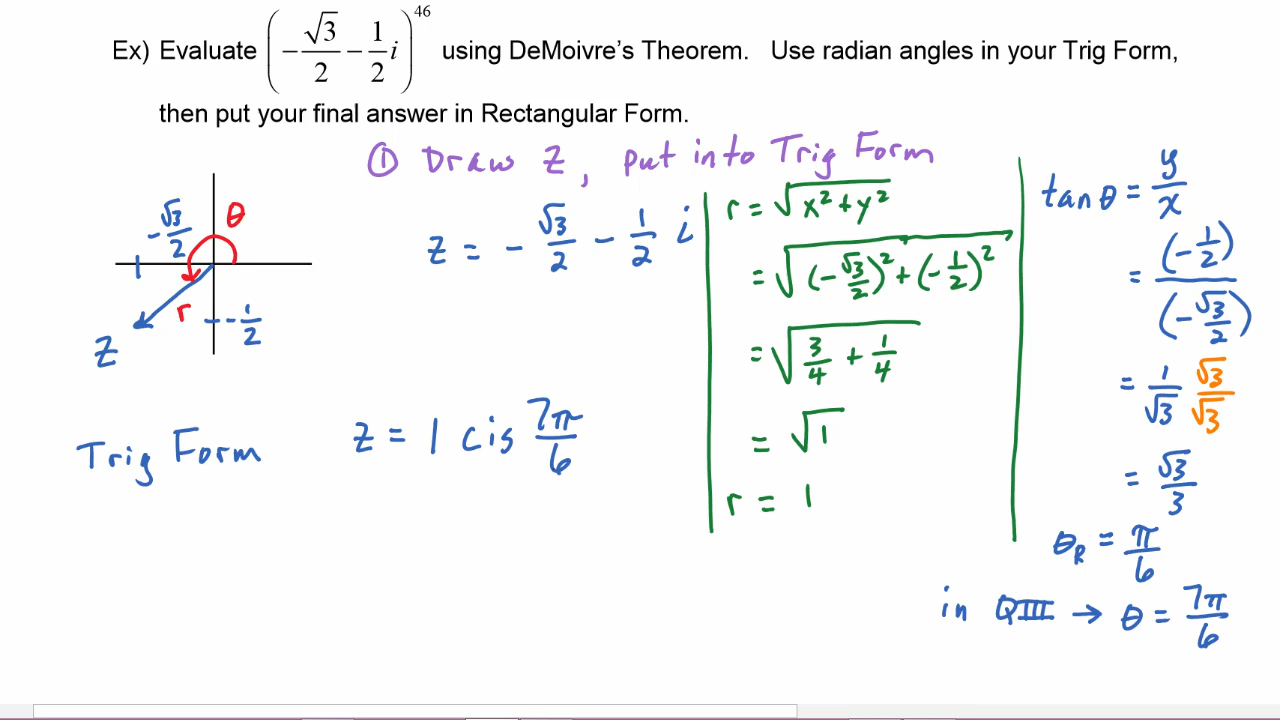 Ex) Evaluate (-√3/2 - 1/2 i)^46 using DeMoivre's Theorem. Use radian angles in your Trig Form,
then put your final answer in Rectangular Form.
① Draw z, put into Trig Form
-√3/2
θ
r
-1/2
z
z = -√3/2 - 1/2 i
Trig Form z = 1 cis 7π/6
r = √(x² + y²)
= √((-√3/2)² + (-1/2)²)
= √(3/4 + 1/4)
= √1
r = 1
tan θ = y/x
= (-1/2)/(-√3/2)
= 1/√3 √3/√3
= √3/3
θR = π/6
in QIII → θ = 7π/6